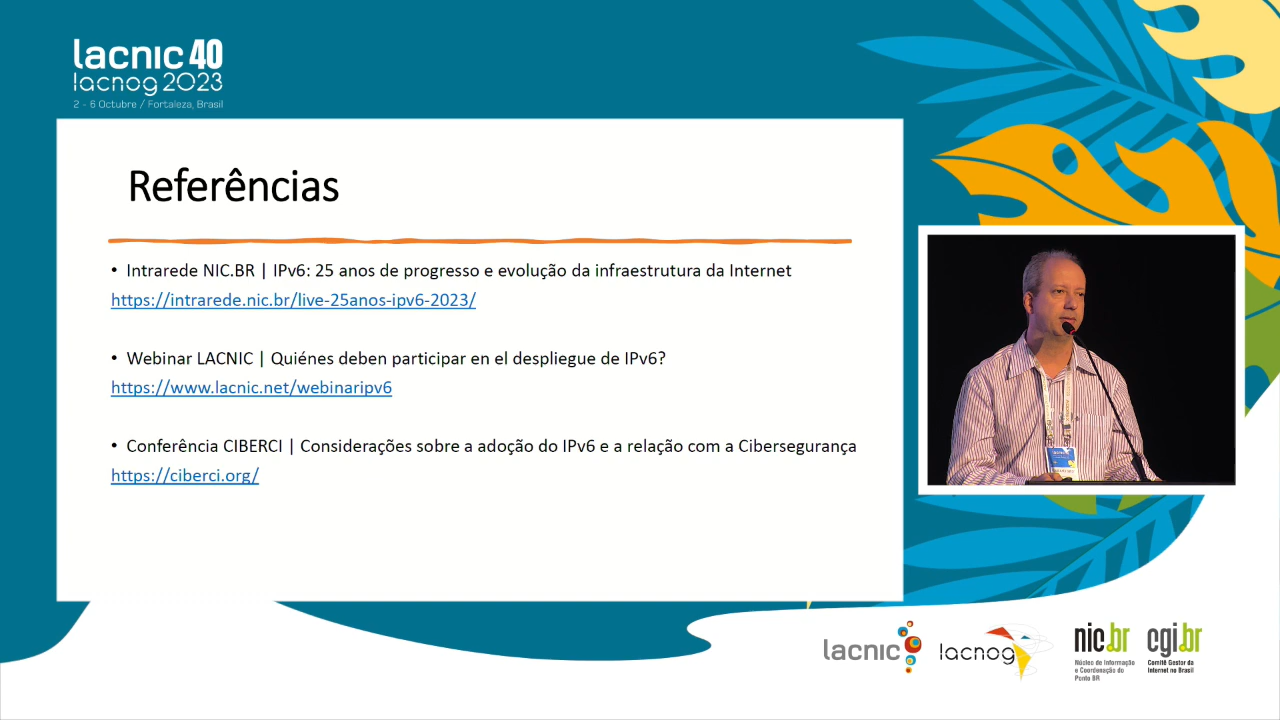 lacnic 40
lacnog 2023
2 - 6 Octubre / Fortaleza, Brasil
Referências
• Intrarede NIC.BR | IPv6: 25 anos de progresso e evolução da infraestrutura da Internet
https://intrarede.nic.br/live-25anos-ipv6-2023/
• Webinar LACNIC | Quiénes deben participar en el despliegue de IPv6?
https://www.lacnic.net/webinaripv6
• Conferência CIBERCI | Considerações sobre a adoção do IPv6 e a relação com a Cibersegurança
https://ciberci.org/
lacnic
lacnog
nic.br
Núcleo de Informação
e Coordenação do
Ponto BR
cgi.br
Comitê Gestor da
Internet no Brasil